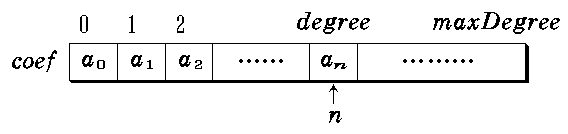 0 1 2 degree maxDegree
coef a₀ a₁ a₂ …… aₙ ………
↑
n